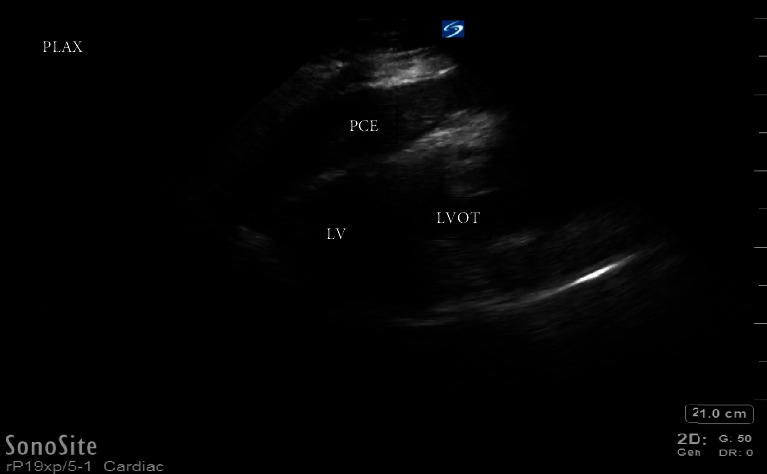 PLAX
PCE
LVOT
LV
21.0 cm
SonoSite
rP19xp/5-1 Cardiac
2D: G. 50
Gen DR: 0